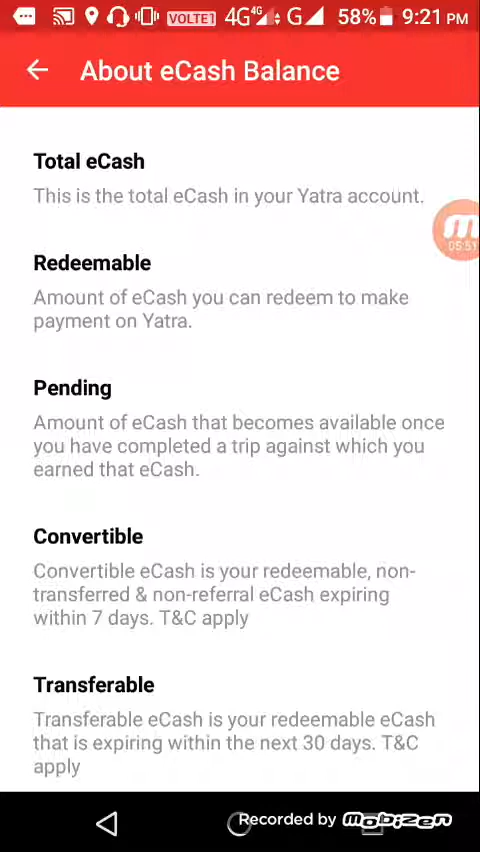 VOLTE1 4G 4G G 58% 9:21 PM
About eCash Balance
Total eCash
This is the total eCash in your Yatra account.
05:51
Redeemable
Amount of eCash you can redeem to make
payment on Yatra.
Pending
Amount of eCash that becomes available once
you have completed a trip against which you
earned that eCash.
Convertible
Convertible eCash is your redeemable, non-
transferred & non-referral eCash expiring
within 7 days. T&C apply
Transferable
Transferable eCash is your redeemable eCash
that is expiring within the next 30 days. T&C
apply
Recorded by Mobizen